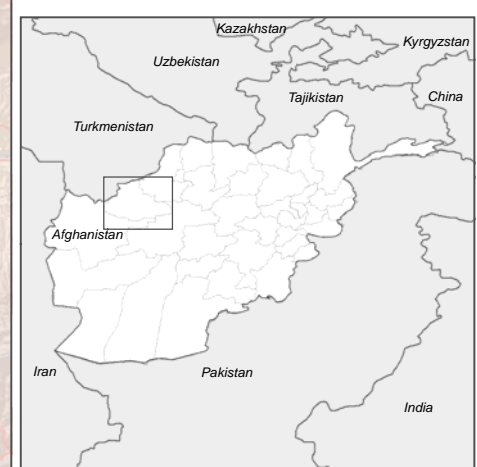 Kazakhstan
Kyrgyzstan
Uzbekistan
Tajikistan
China
Turkmenistan
Afghanistan
Iran
Pakistan
India